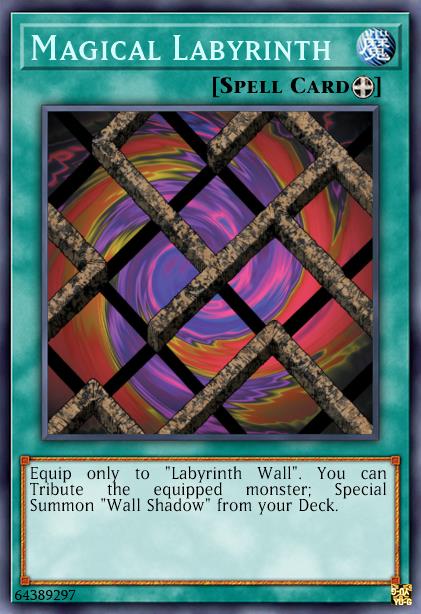 Magical Labyrinth
魔
[Spell Card]
Equip only to "Labyrinth Wall". You can
Tribute the equipped monster; Special
Summon "Wall Shadow" from your Deck.
64389297